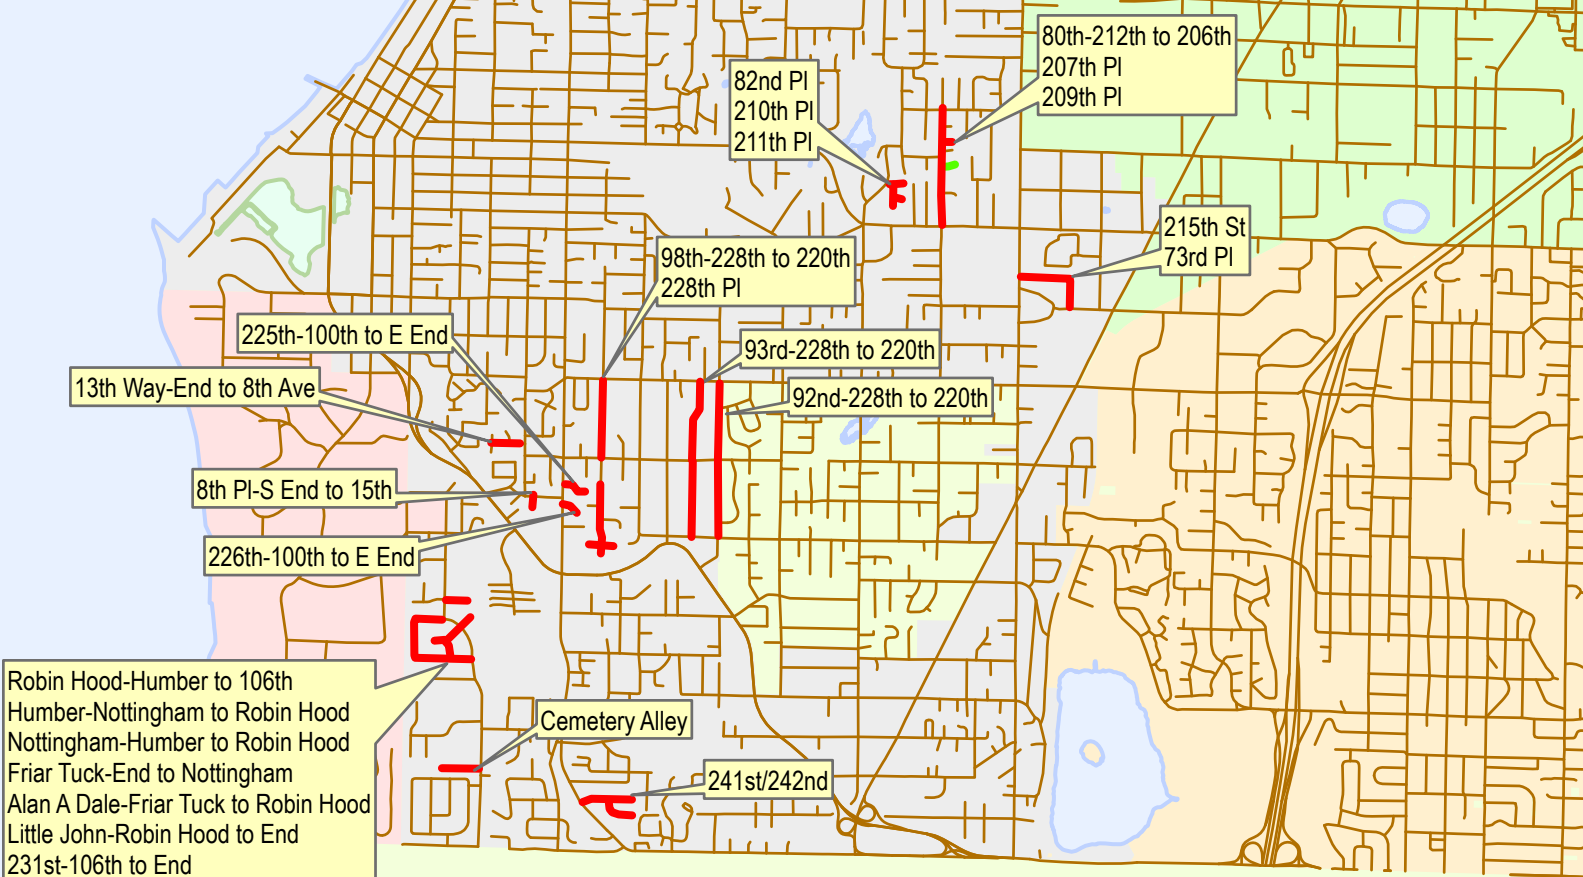 80th-212th to 206th
207th Pl
209th Pl
82nd Pl
210th Pl
211th Pl
215th St
73rd Pl
98th-228th to 220th
228th Pl
225th-100th to E End
93rd-228th to 220th
13th Way-End to 8th Ave
92nd-228th to 220th
8th Pl-S End to 15th
226th-100th to E End
Robin Hood-Humber to 106th
Humber-Nottingham to Robin Hood
Nottingham-Humber to Robin Hood
Friar Tuck-End to Nottingham
Alan A Dale-Friar Tuck to Robin Hood
Little John-Robin Hood to End
231st-106th to End
Cemetery Alley
241st/242nd